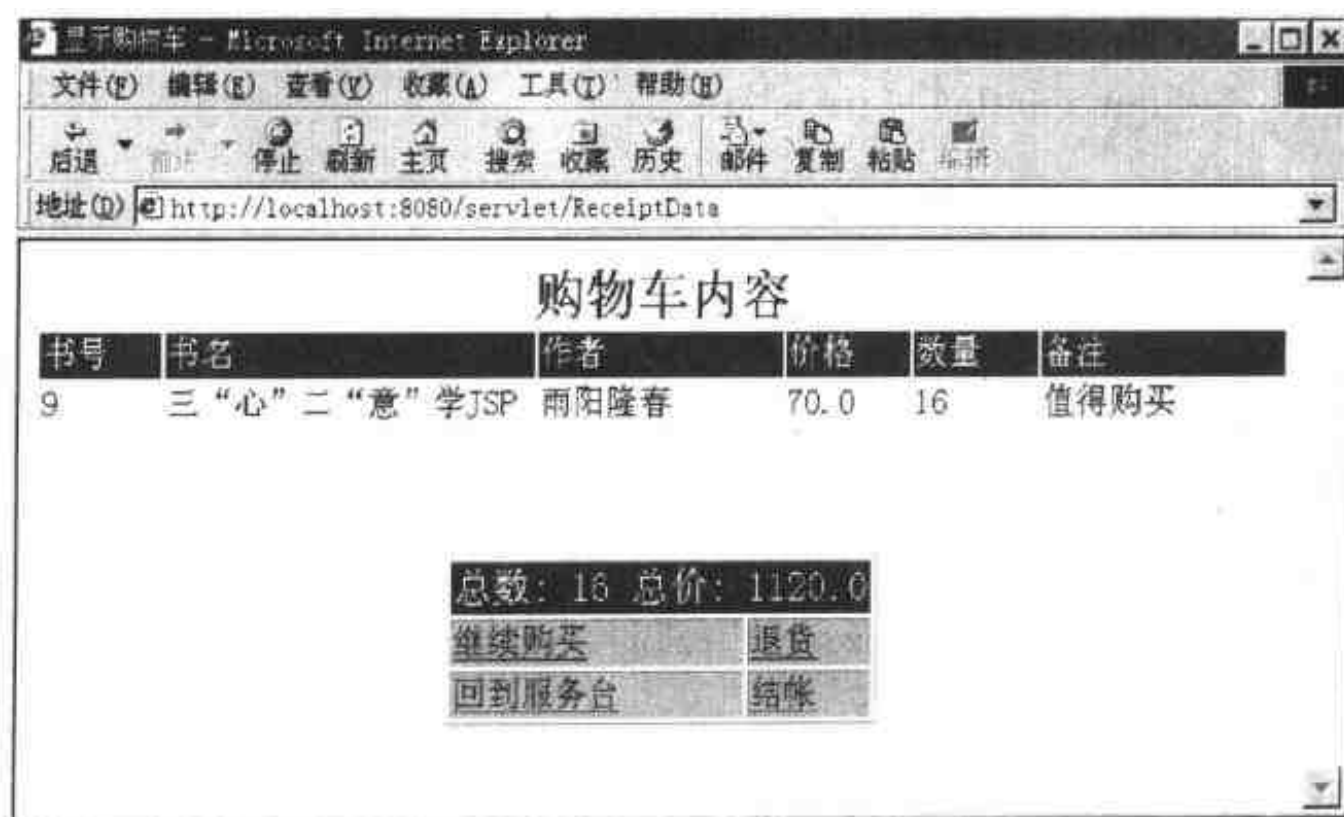 显示购物车 - Microsoft Internet Explorer
文件(F) 编辑(E) 查看(V) 收藏(A) 工具(T) 帮助(H)
后退 前进 停止 刷新 主页 搜索 收藏 历史 邮件 复制 粘贴 编辑
地址(D) http://localhost:8080/servlet/ReceiptData
购物车内容
书号 书名 作者 价格 数量 备注
9 三“心”二“意”学JSP 雨阳隆春 70.0 16 值得购买
总数: 16 总价: 1120.0
继续购买 退货
回到服务台 结帐